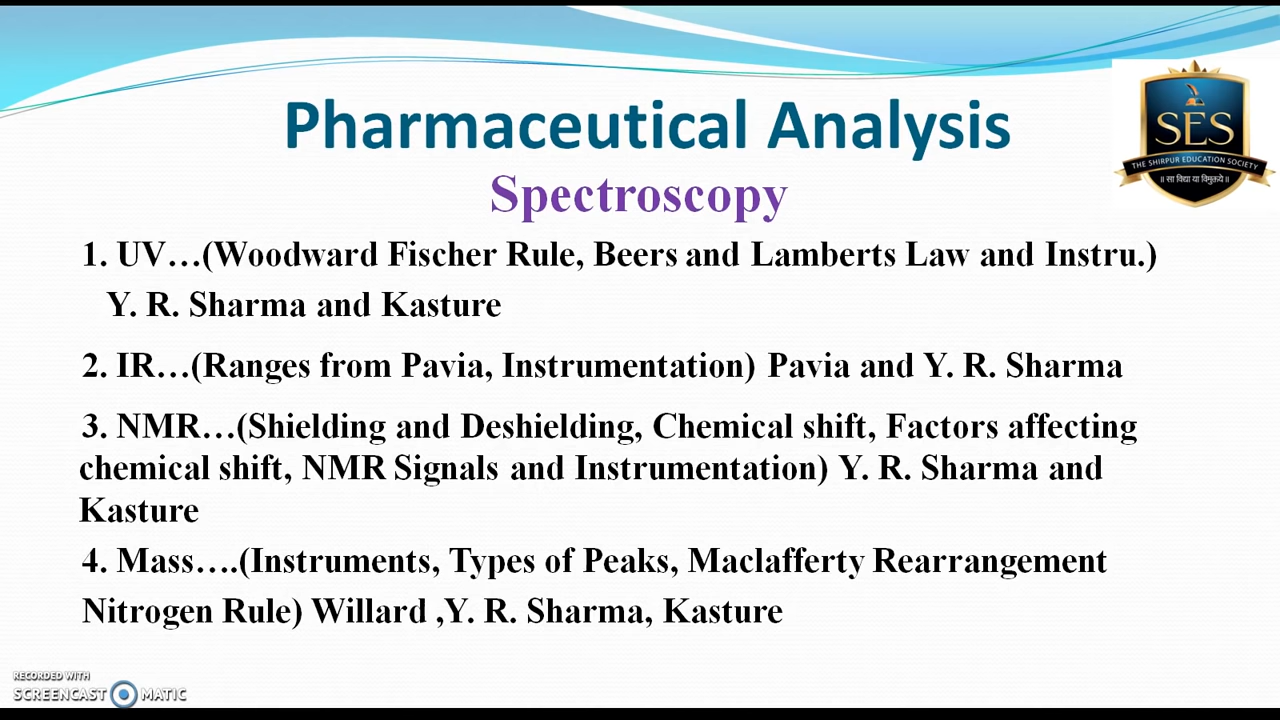 Pharmaceutical Analysis
SES
THE SHIRPUR EDUCATION SOCIETY
॥ सा विद्या या विमुक्तये ॥
Spectroscopy
1. UV…(Woodward Fischer Rule, Beers and Lamberts Law and Instru.)
Y. R. Sharma and Kasture
2. IR…(Ranges from Pavia, Instrumentation) Pavia and Y. R. Sharma
3. NMR…(Shielding and Deshielding, Chemical shift, Factors affecting
chemical shift, NMR Signals and Instrumentation) Y. R. Sharma and
Kasture
4. Mass….(Instruments, Types of Peaks, Maclafferty Rearrangement
Nitrogen Rule) Willard ,Y. R. Sharma, Kasture
RECORDED WITH
SCREENCAST MATIC